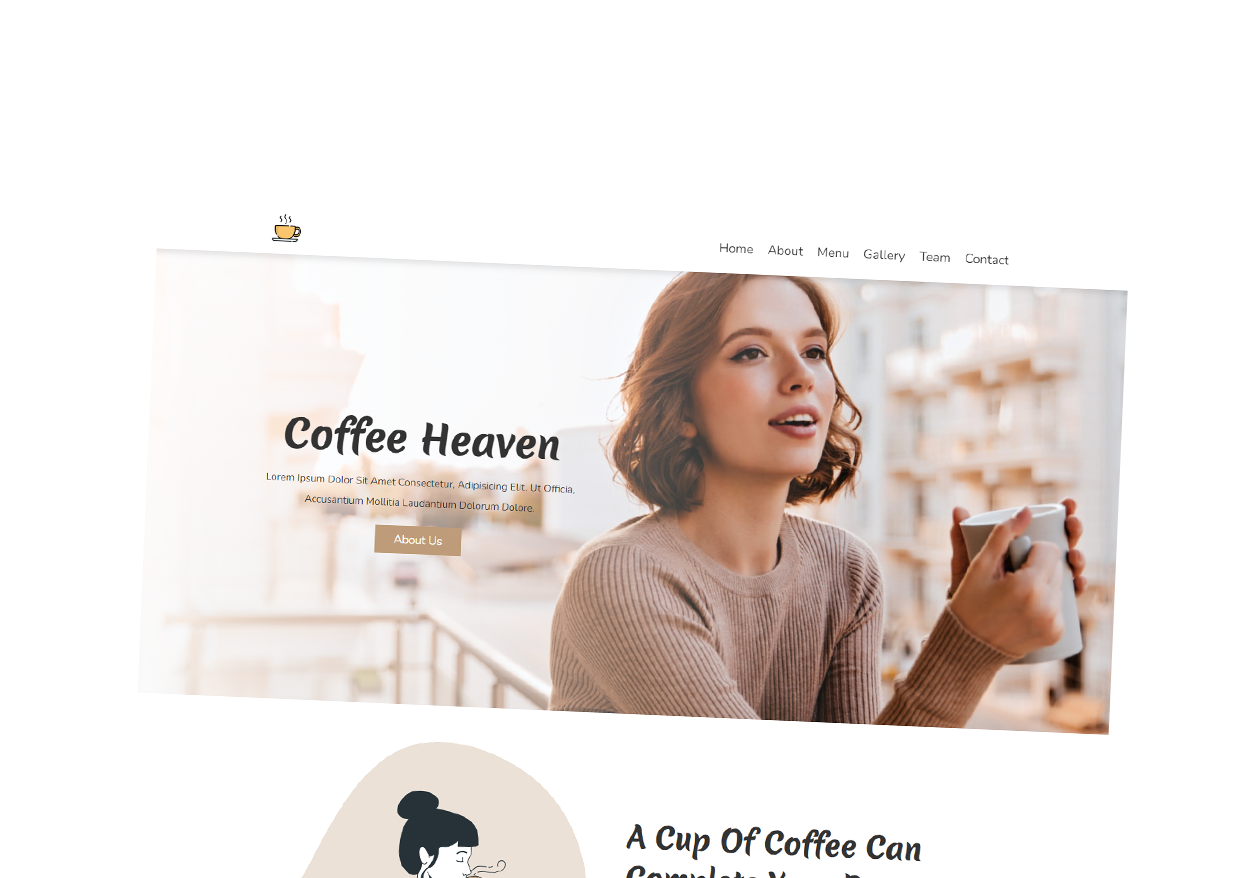 Home About Menu Gallery Team Contact
Coffee Heaven
Lorem Ipsum Dolor Sit Amet Consectetur, Adipisicing Elit. Ut Officia,
Accusantium Mollitia Laudantium Dolorum Dolore.
About Us
A Cup Of Coffee Can